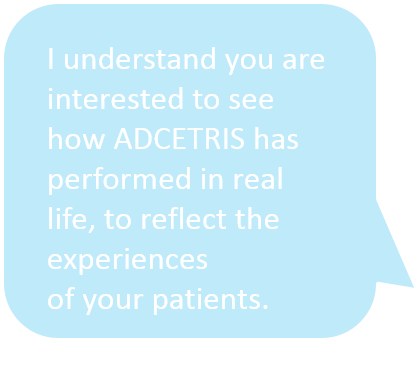 I understand you are
interested to see
how ADCETRIS has
performed in real
life, to reflect the
experiences
of your patients.